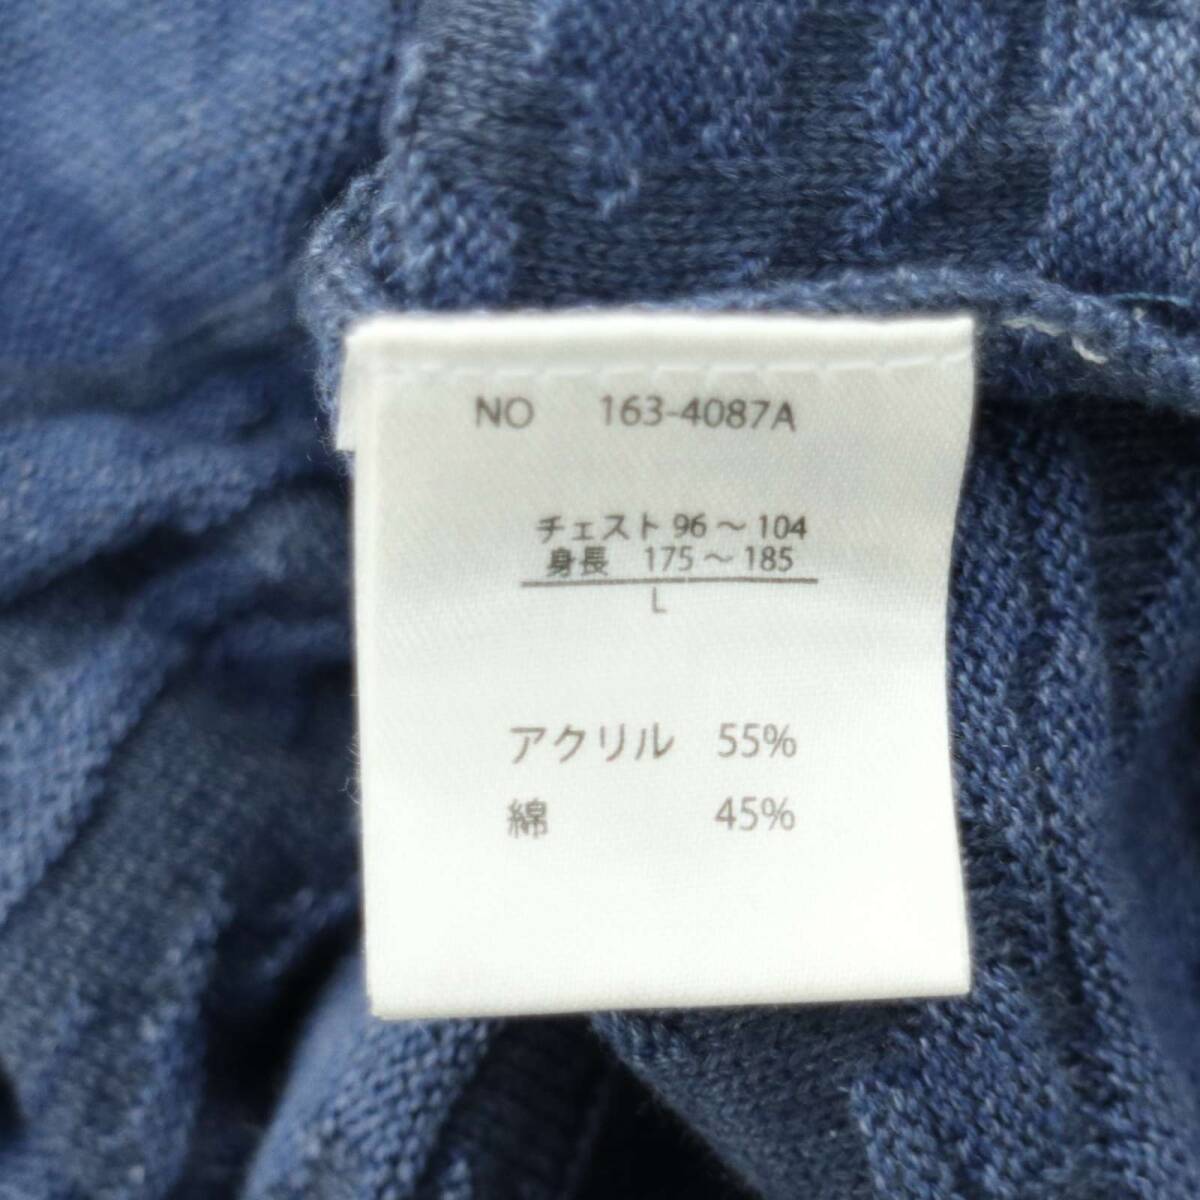 NO 163-4087A
チェスト 96～104
身長 175～185
L
アクリル 55%
綿 45%